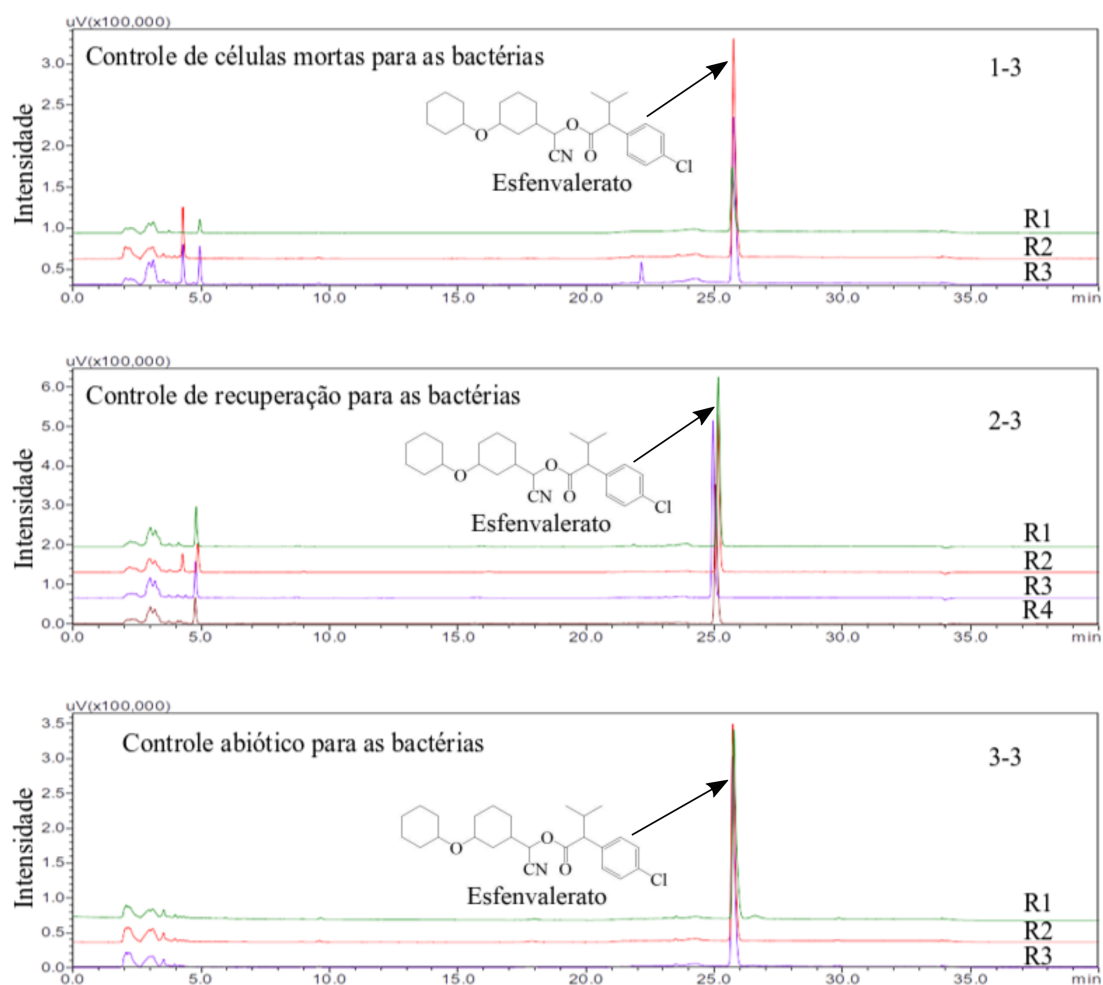 uV(x100,000)
Controle de células mortas para as bactérias
1-3
Intensidade
3.0
2.5
2.0
1.5
1.0
0.5
O
O
CN
O
Cl
Esfenvalerato
R1
R2
R3
0.0 5.0 10.0 15.0 20.0 25.0 30.0 35.0 min
uV(x100,000)
Controle de recuperação para as bactérias
2-3
Intensidade
6.0
5.0
4.0
3.0
2.0
1.0
0.0
O
O
CN
O
Cl
Esfenvalerato
R1
R2
R3
R4
0.0 5.0 10.0 15.0 20.0 25.0 30.0 35.0 min
uV(x100,000)
Controle abiótico para as bactérias
3-3
Intensidade
3.5
3.0
2.5
2.0
1.5
1.0
0.5
0.0
O
O
CN
O
Cl
Esfenvalerato
R1
R2
R3
0.0 5.0 10.0 15.0 20.0 25.0 30.0 35.0 min